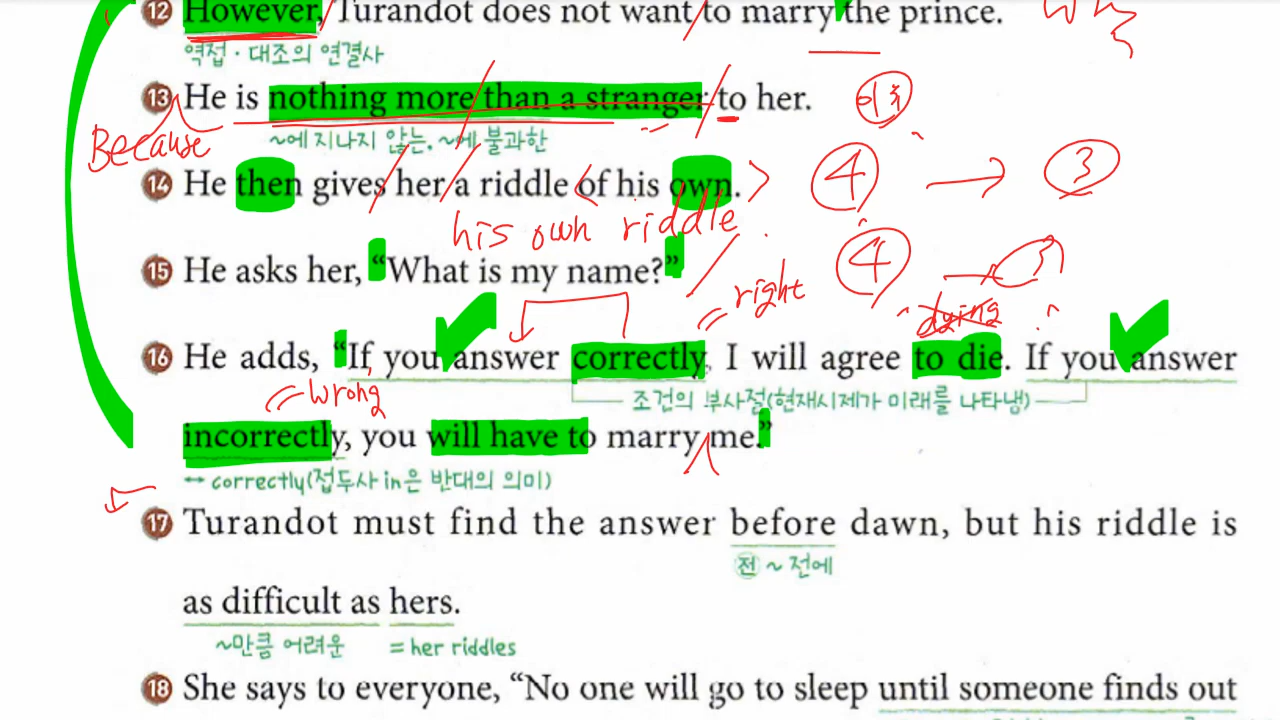 12 However, Turandot does not want to marry the prince.
역접·대조의 연결사
13 He is nothing more than a stranger to her.
이유
Because
~에 지나지 않는, ~에 불과한
14 He then gives her a riddle of his own. ④ → ③
his own riddle
15 He asks her, “What is my name?” ④ → 3
= right
dying
16 He adds, “If you answer correctly, I will agree to die. If you answer
= wrong
조건의 부사절(현재시제가 미래를 나타냄)
incorrectly, you will have to marry me.”
↔ correctly(접두사 in은 반대의 의미)
17 Turandot must find the answer before dawn, but his riddle is
전 ~ 전에
as difficult as hers.
~만큼 어려운 = her riddles
18 She says to everyone, “No one will go to sleep until someone finds out